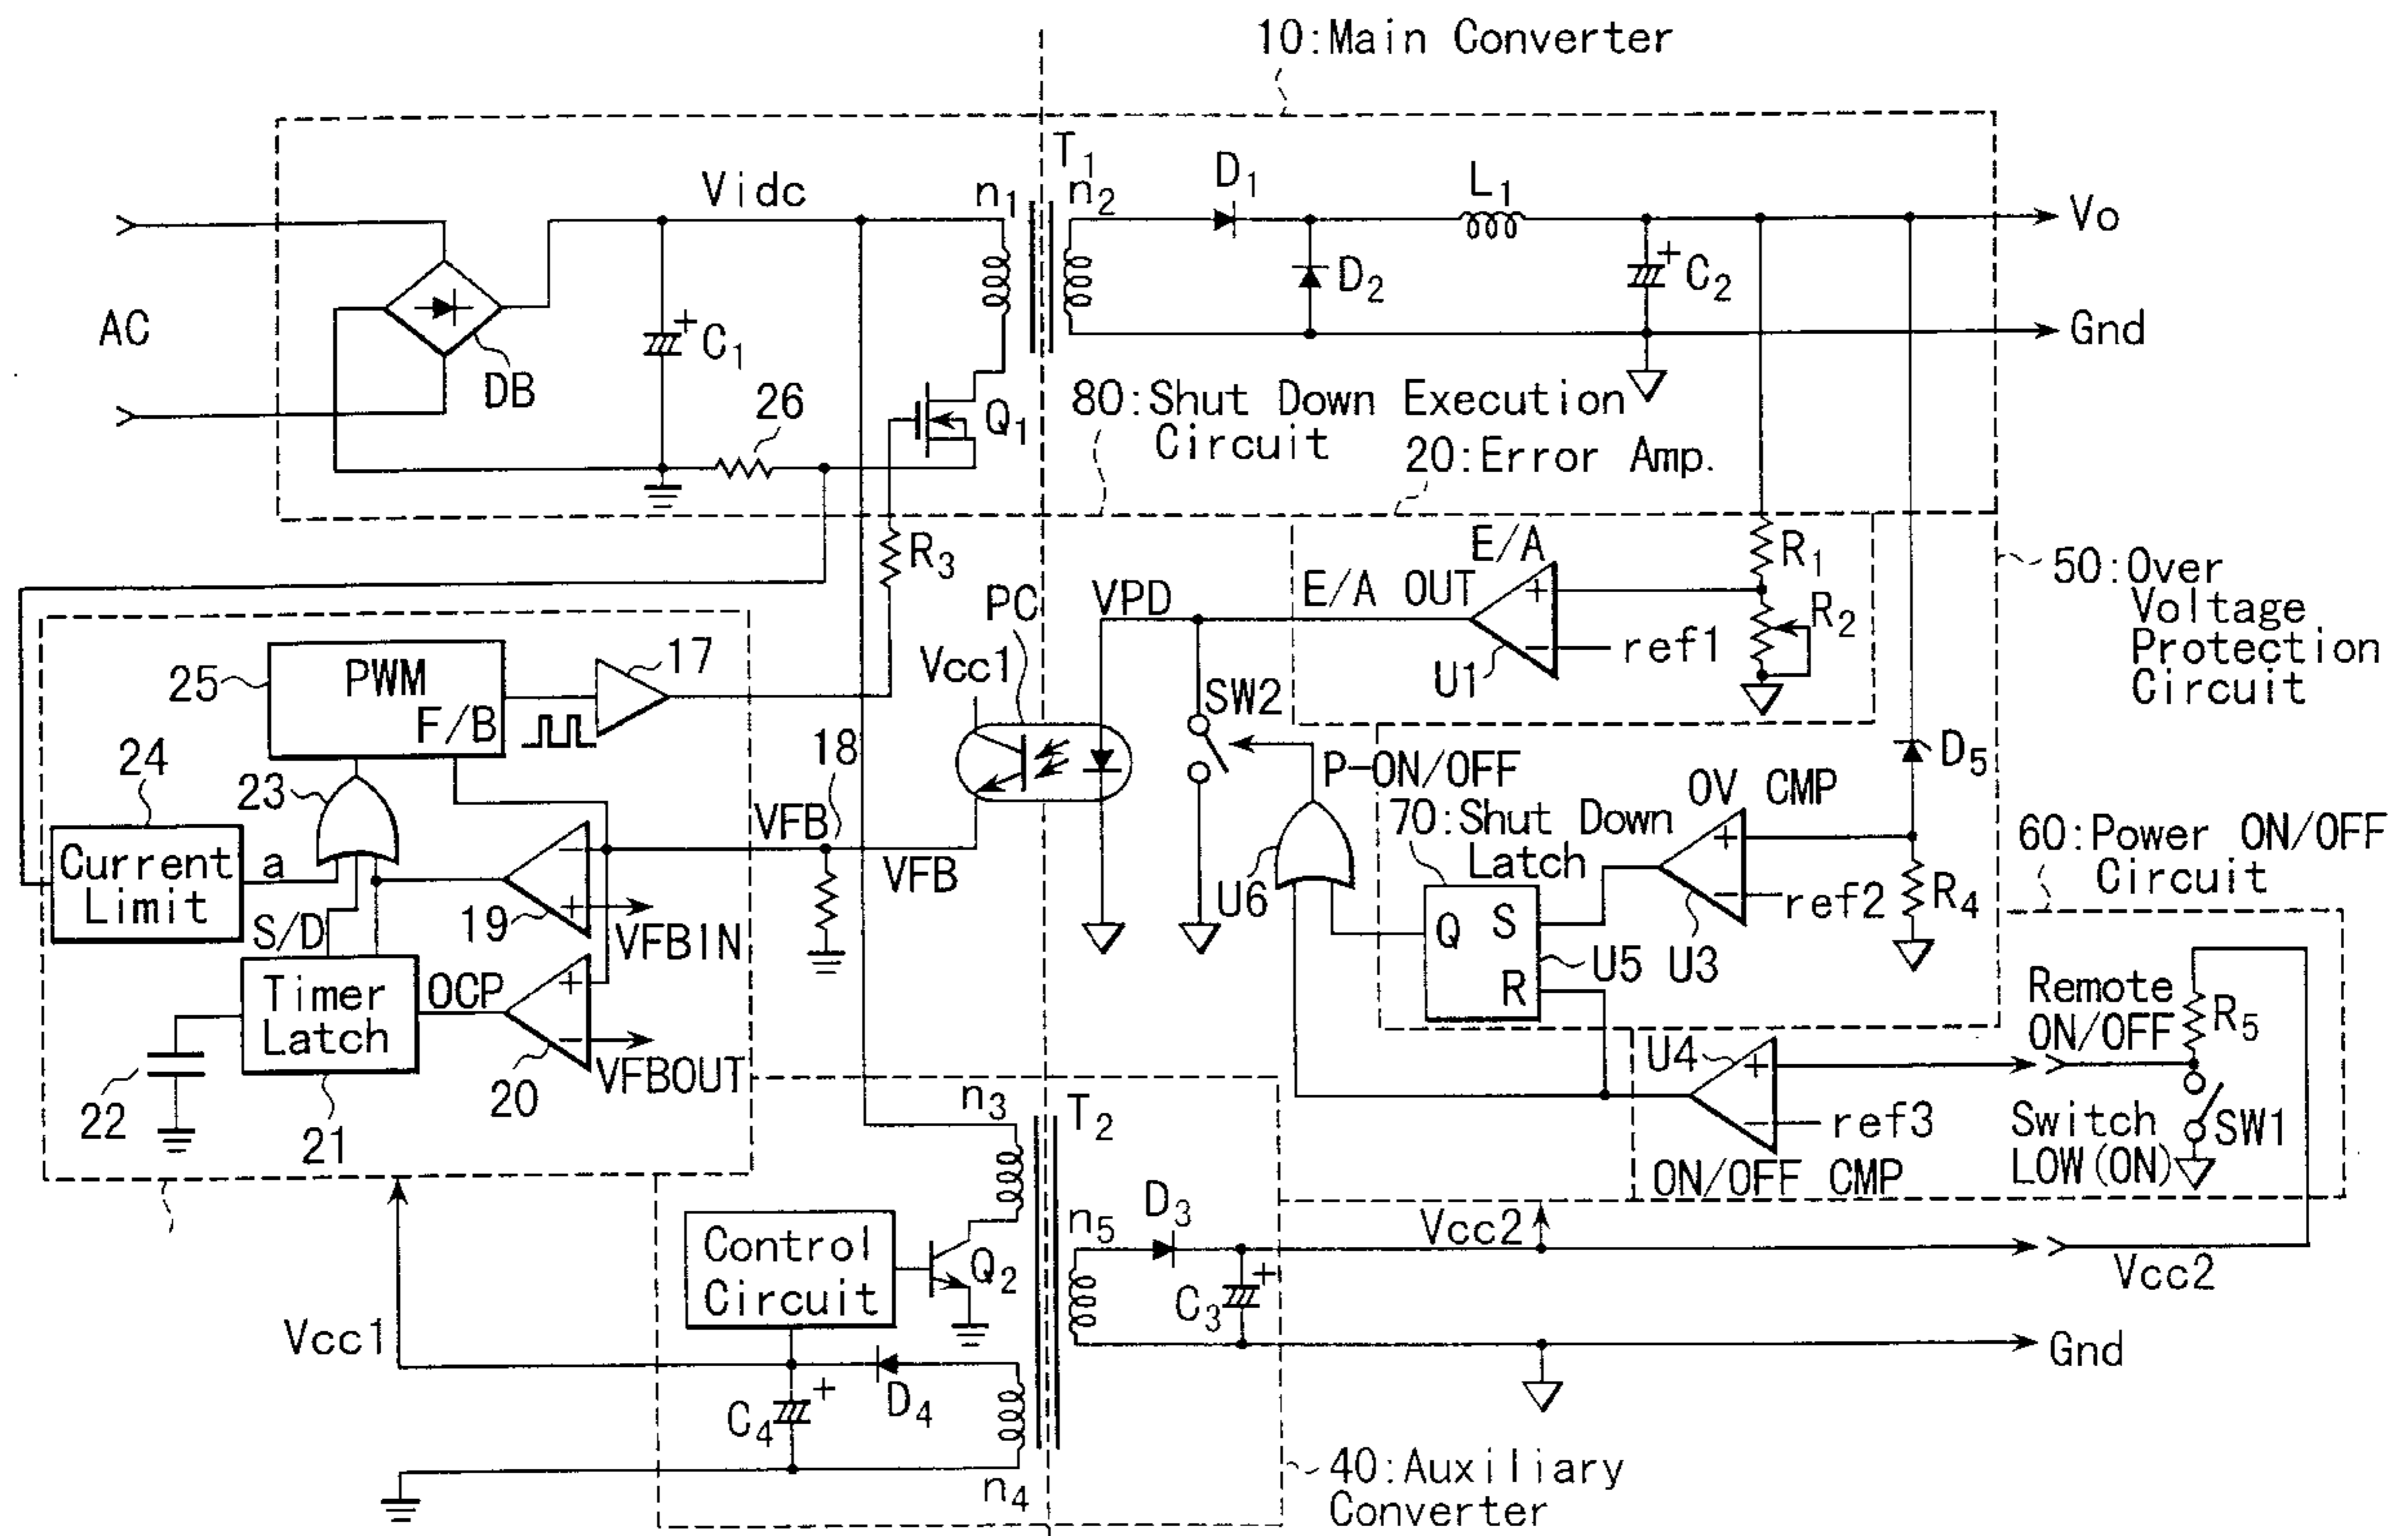 10:Main Converter
T1
Vidc
n1
n2
D1
L1
Vo
AC
DB
+
C1
D2
+
C2
Gnd
26
Q1
80:Shut Down Execution
Circuit
20:Error Amp.
R3
E/A
R1
50:Over
Voltage
Protection
Circuit
PC
VPD
E/A OUT
+
R2
25
PWM
F/B
17
Vcc1
−
ref1
U1
SW2
18
D5
24
23
P-ON/OFF
OV CMP
VFB
70:Shut Down
Latch
+
60:Power ON/OFF
Circuit
Current
Limit
a
−
VFB
U6
−
ref2
R4
S/D
19
+
VFBIN
Q
S
U5
U3
Timer
Latch
OCP
+
R
Remote
ON/OFF
R5
−
VFBOUT
U4
+
22
21
20
n3
T2
−
ref3
Switch
LOW(ON)
SW1
ON/OFF CMP
D3
n5
Vcc2
Control
Circuit
Q2
+
C3
Vcc2
Vcc1
Gnd
+
C4
D4
n4
40:Auxiliary
Converter